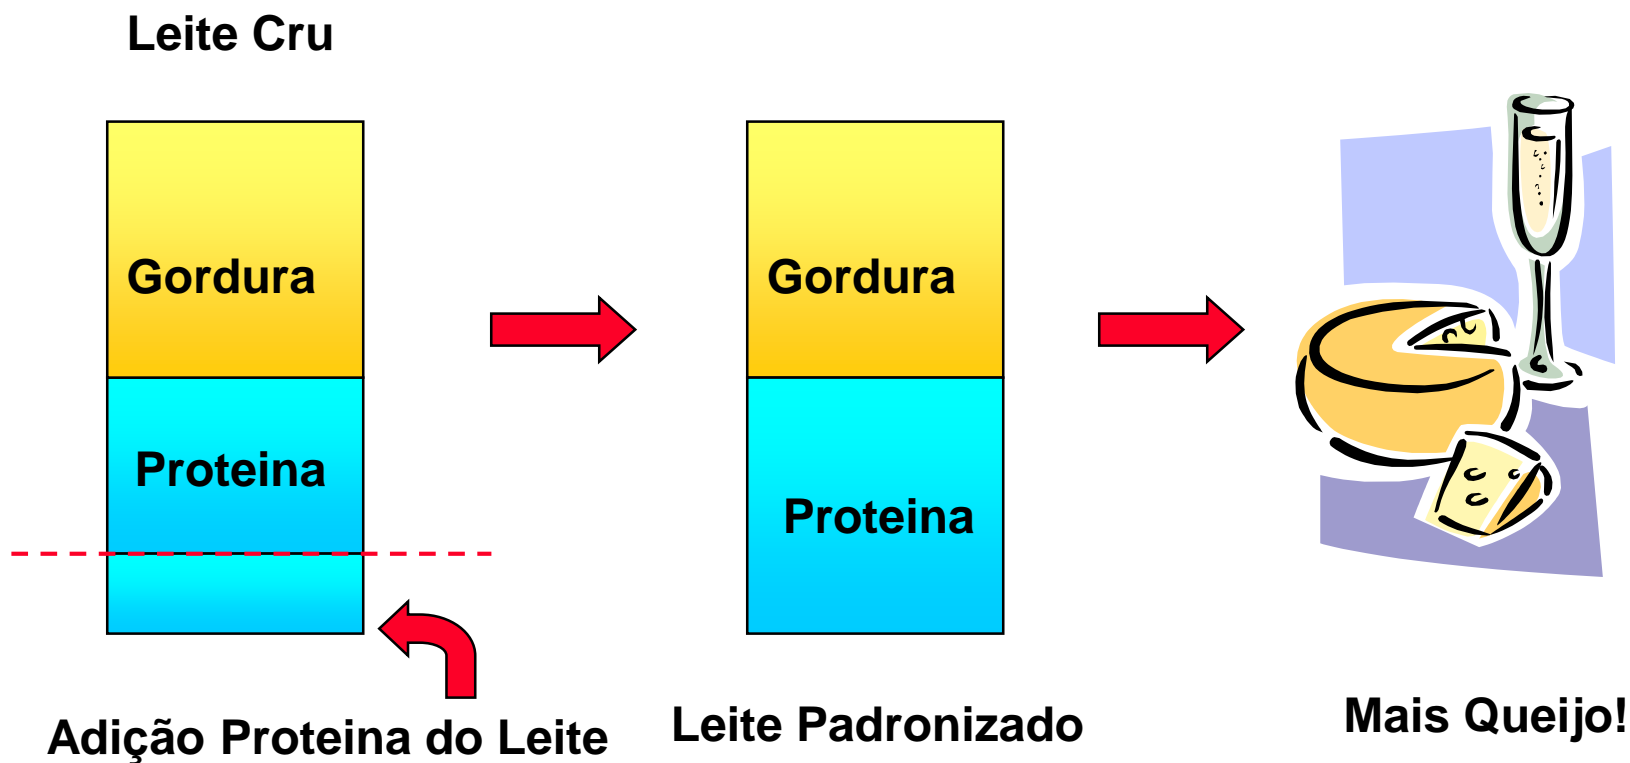 Leite Cru
Gordura
Proteina
Adição Proteina do Leite
Gordura
Proteina
Leite Padronizado
Mais Queijo!